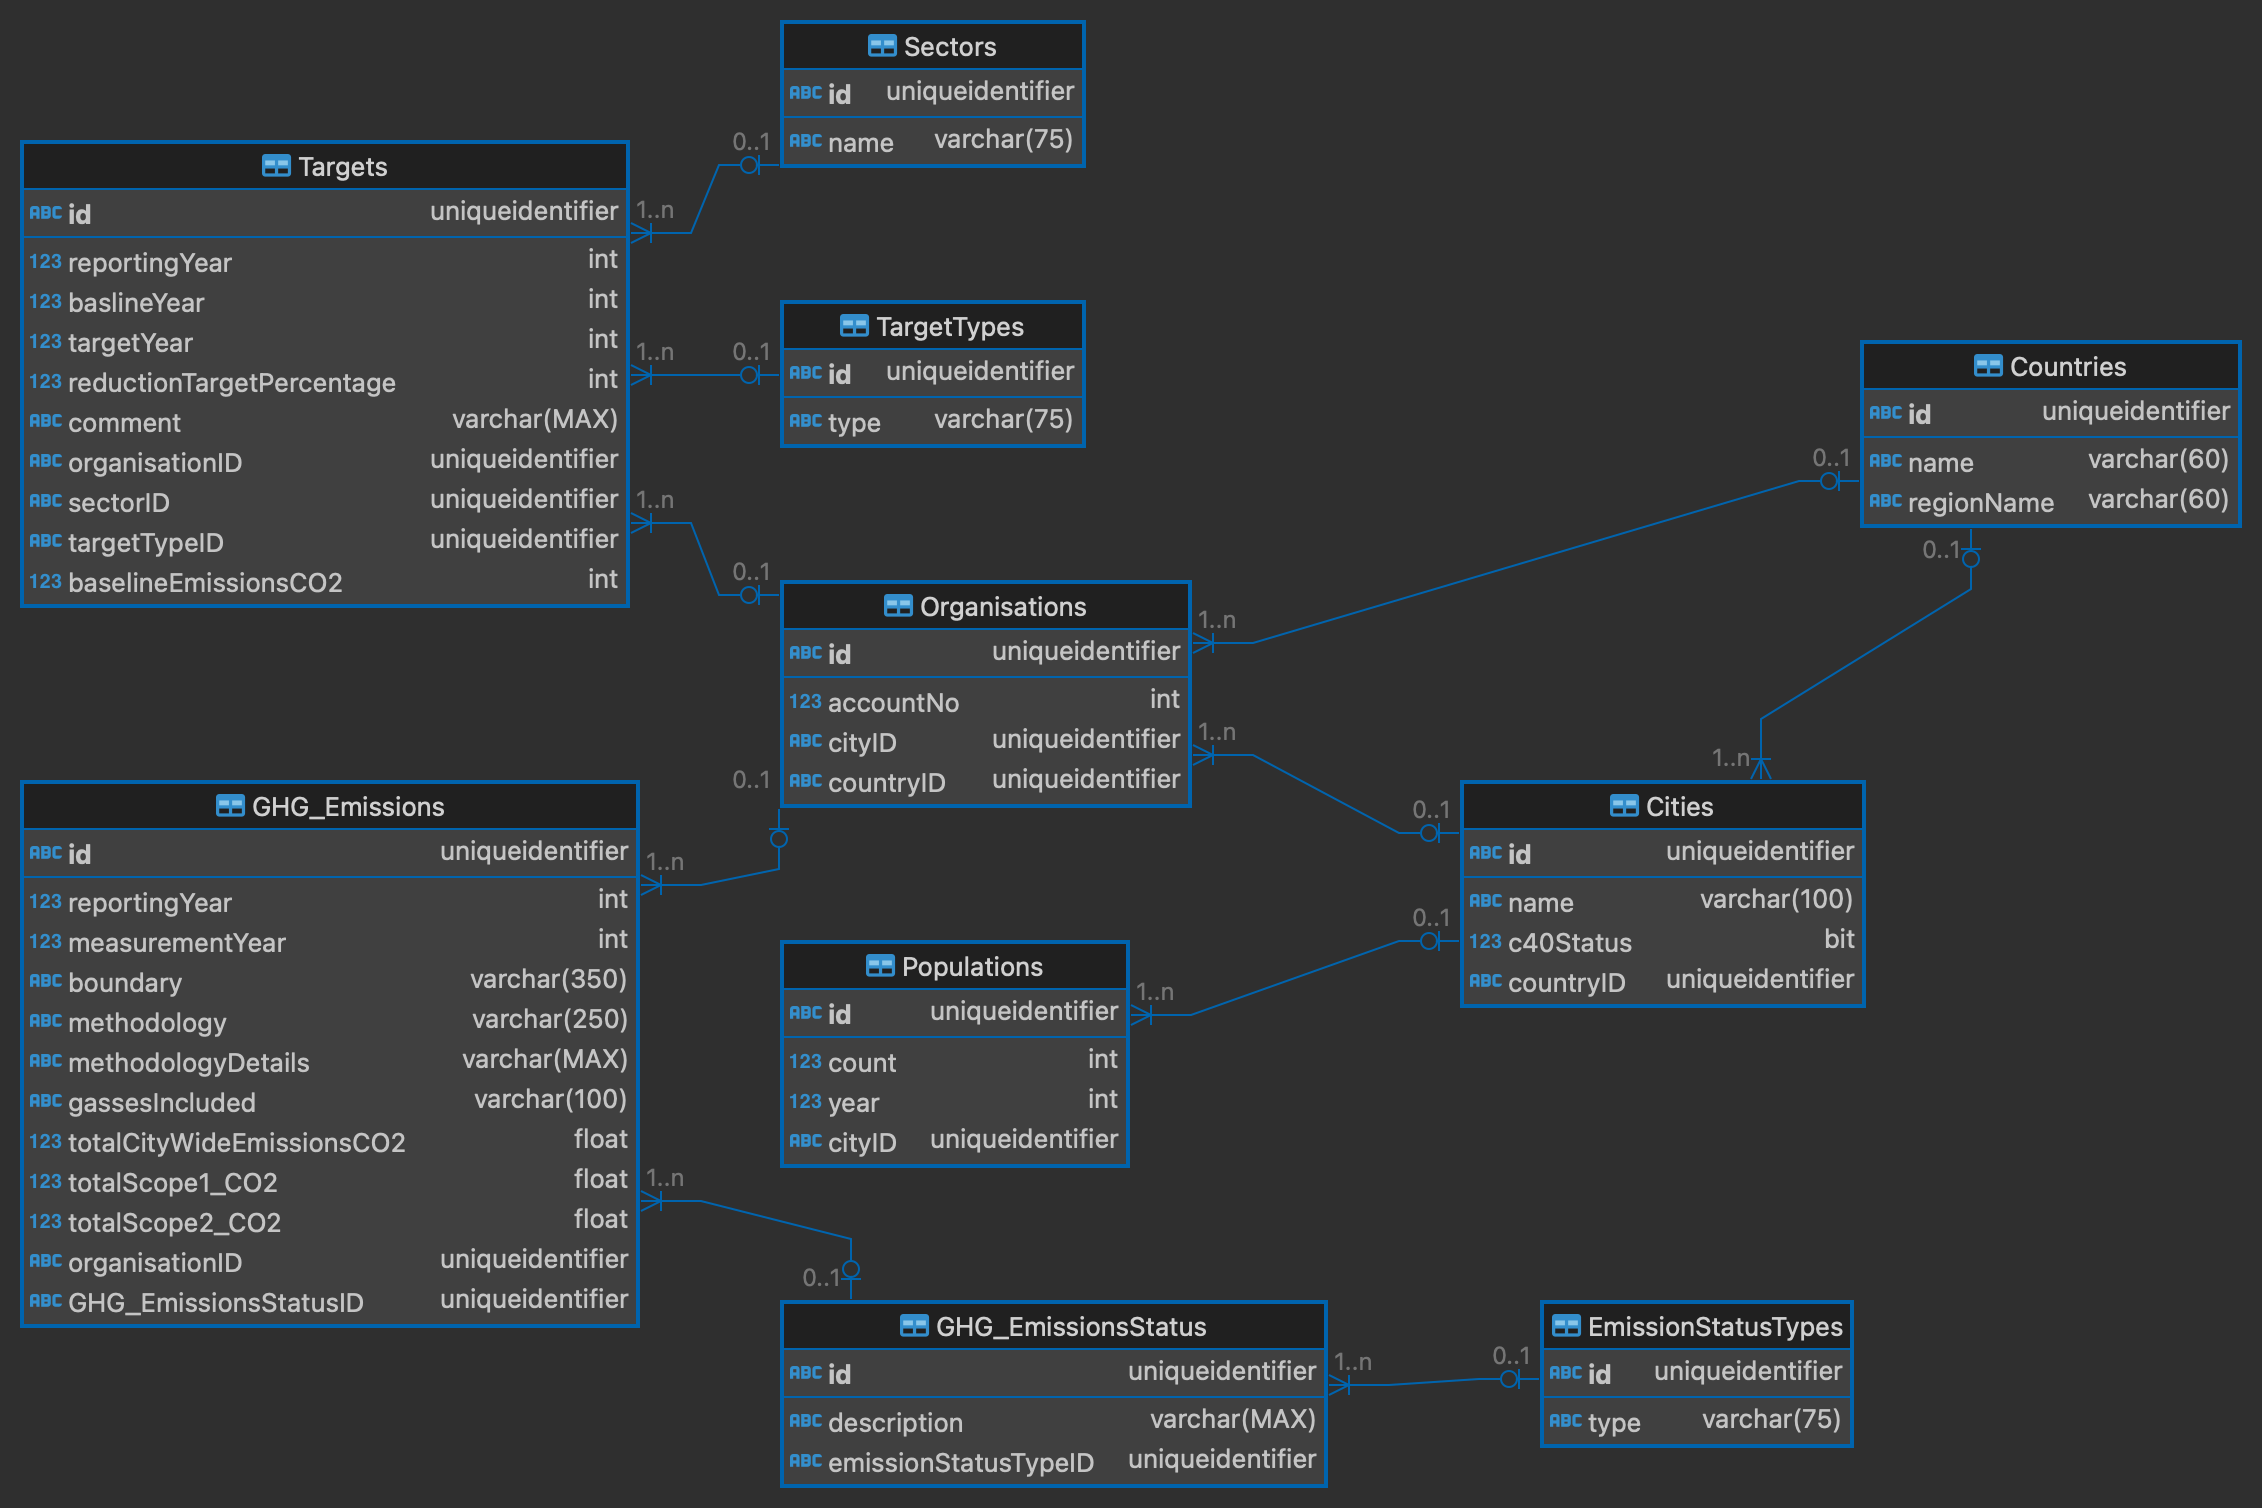 Sectors
ABC id uniqueidentifier
ABC name varchar(75)
0..1
1..n
Targets
ABC id uniqueidentifier
123 reportingYear int
123 baslineYear int
123 targetYear int
123 reductionTargetPercentage int
ABC comment varchar(MAX)
ABC organisationID uniqueidentifier
ABC sectorID uniqueidentifier
ABC targetTypeID uniqueidentifier
123 baselineEmissionsCO2 int
1..n
0..1
TargetTypes
ABC id uniqueidentifier
ABC type varchar(75)
1..n
0..1
Countries
ABC id uniqueidentifier
ABC name varchar(60)
ABC regionName varchar(60)
0..1
0..1
Organisations
ABC id uniqueidentifier
123 accountNo int
ABC cityID uniqueidentifier
ABC countryID uniqueidentifier
1..n
1..n
0..1
1..n
0..1
1..n
Cities
ABC id uniqueidentifier
ABC name varchar(100)
123 c40Status bit
ABC countryID uniqueidentifier
0..1
GHG_Emissions
ABC id uniqueidentifier
123 reportingYear int
123 measurementYear int
ABC boundary varchar(350)
ABC methodology varchar(250)
ABC methodologyDetails varchar(MAX)
ABC gassesIncluded varchar(100)
123 totalCityWideEmissionsCO2 float
123 totalScope1_CO2 float
123 totalScope2_CO2 float
ABC organisationID uniqueidentifier
ABC GHG_EmissionsStatusID uniqueidentifier
Populations
ABC id uniqueidentifier
123 count int
123 year int
ABC cityID uniqueidentifier
1..n
1..n
0..1
GHG_EmissionsStatus
ABC id uniqueidentifier
ABC description varchar(MAX)
ABC emissionStatusTypeID uniqueidentifier
1..n
0..1
EmissionStatusTypes
ABC id uniqueidentifier
ABC type varchar(75)